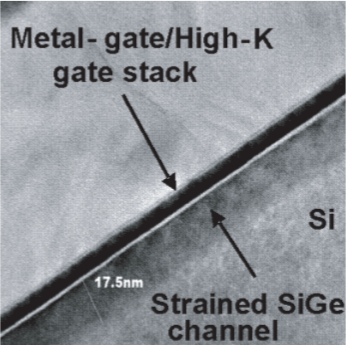 Metal- gate/High-K
gate stack
Si
17.5nm
Strained SiGe
channel